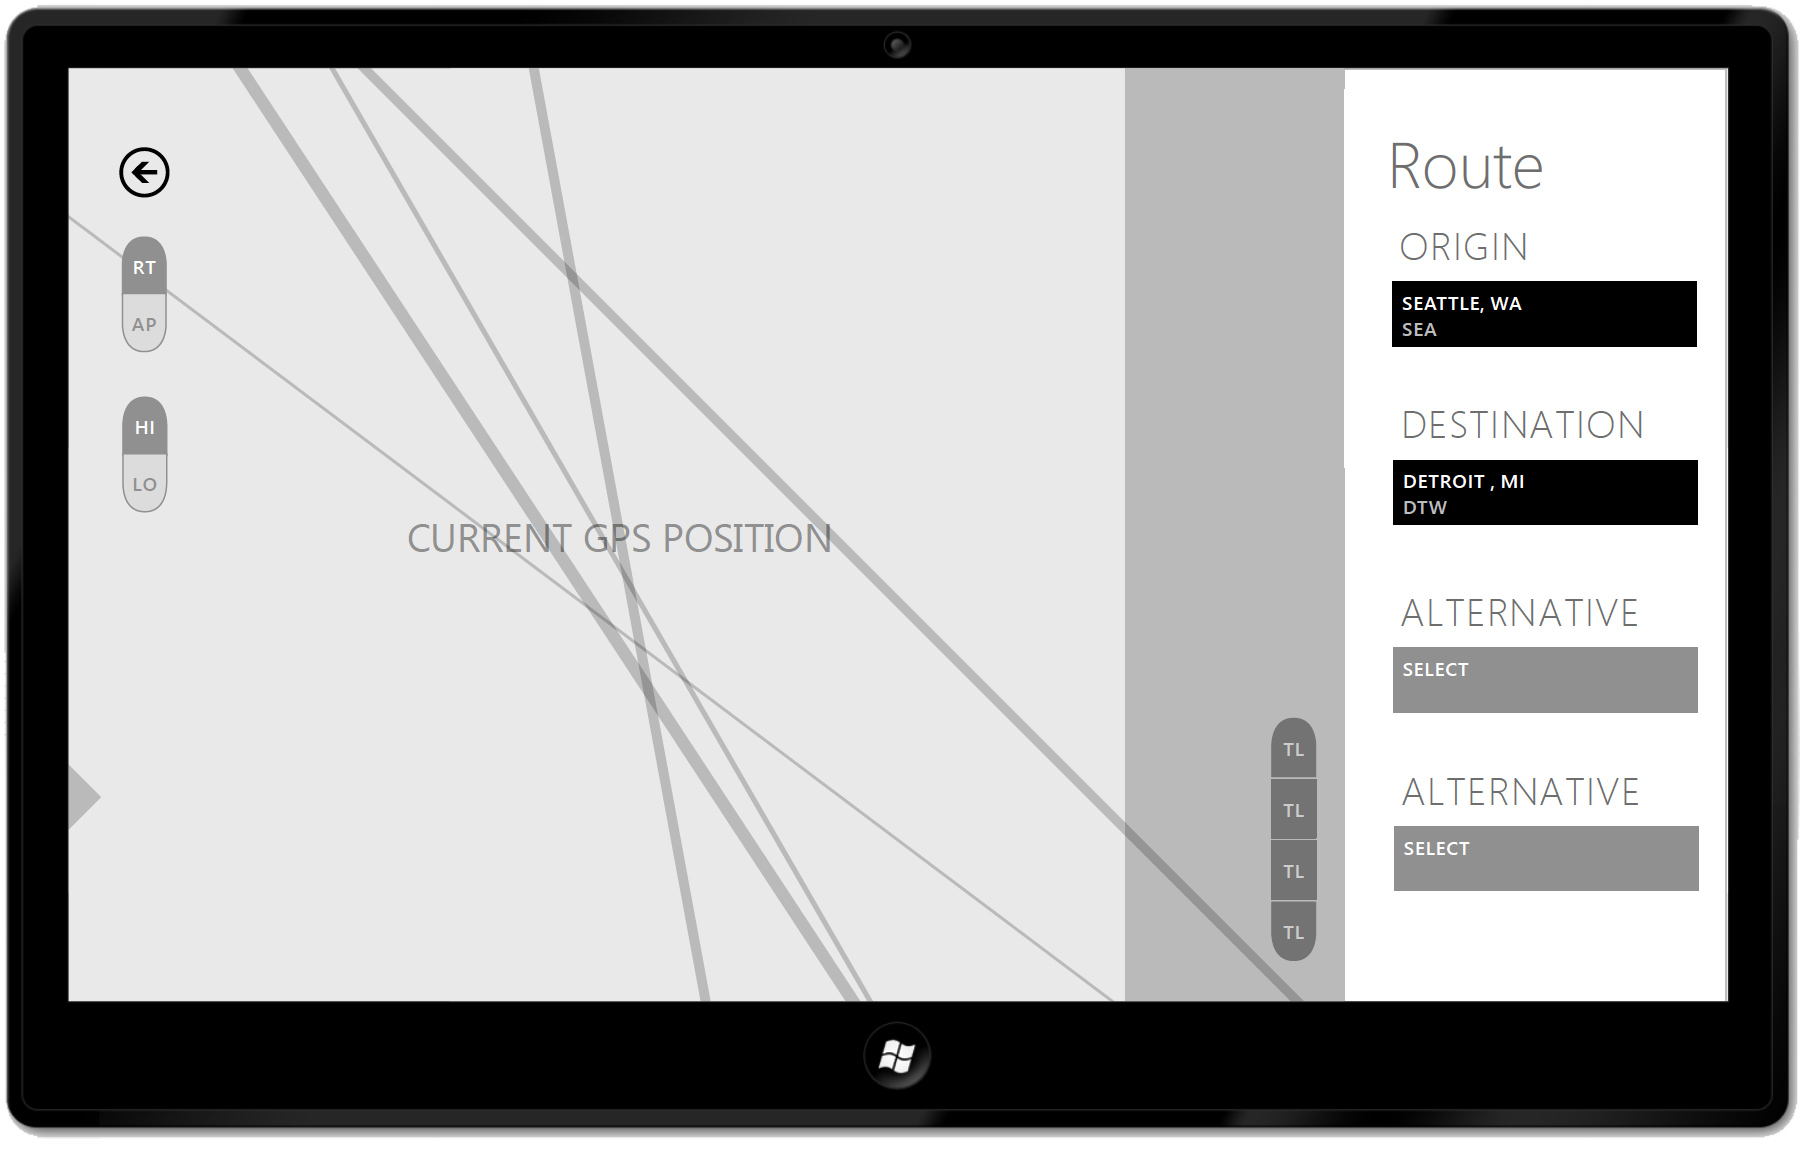 RT
AP
HI
LO
CURRENT GPS POSITION
TL
TL
TL
TL
Route
ORIGIN
SEATTLE, WA
SEA
DESTINATION
DETROIT , MI
DTW
ALTERNATIVE
SELECT
ALTERNATIVE
SELECT